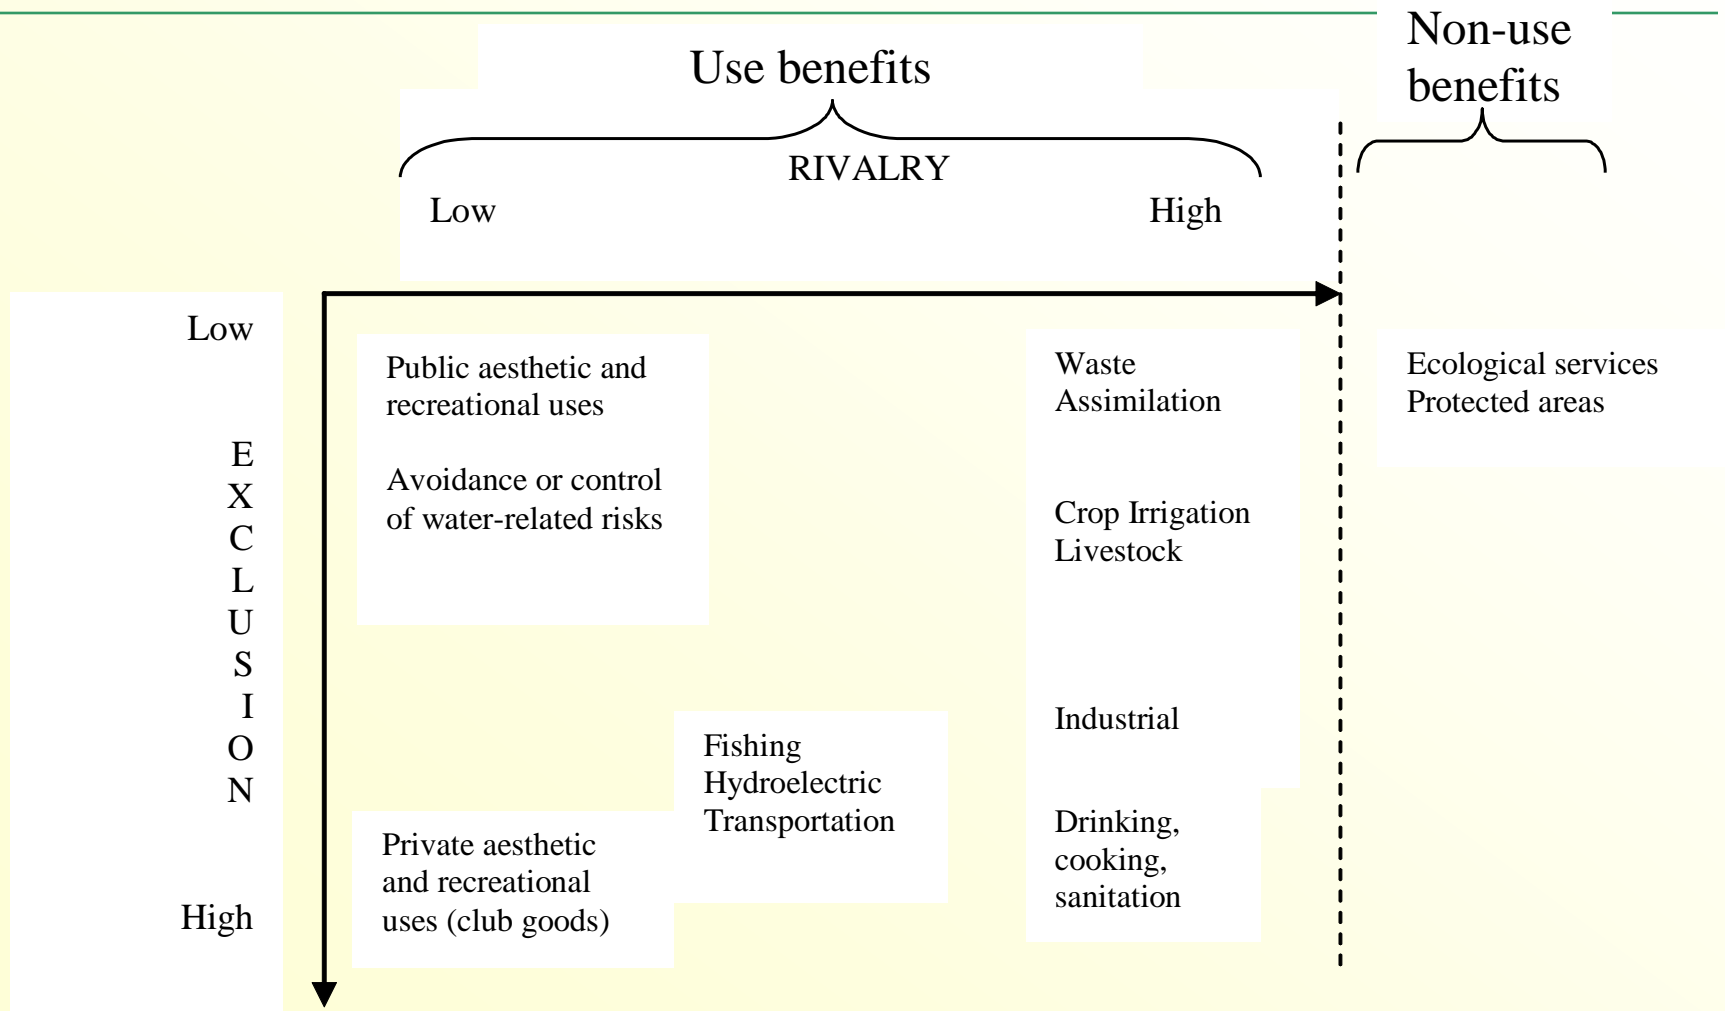 Use benefits
Non-use
benefits
RIVALRY
Low
High
Low
E
X
C
L
U
S
I
O
N
High
Public aesthetic and
recreational uses
Avoidance or control
of water-related risks
Waste
Assimilation
Crop Irrigation
Livestock
Industrial
Ecological services
Protected areas
Fishing
Hydroelectric
Transportation
Private aesthetic
and recreational
uses (club goods)
Drinking,
cooking,
sanitation